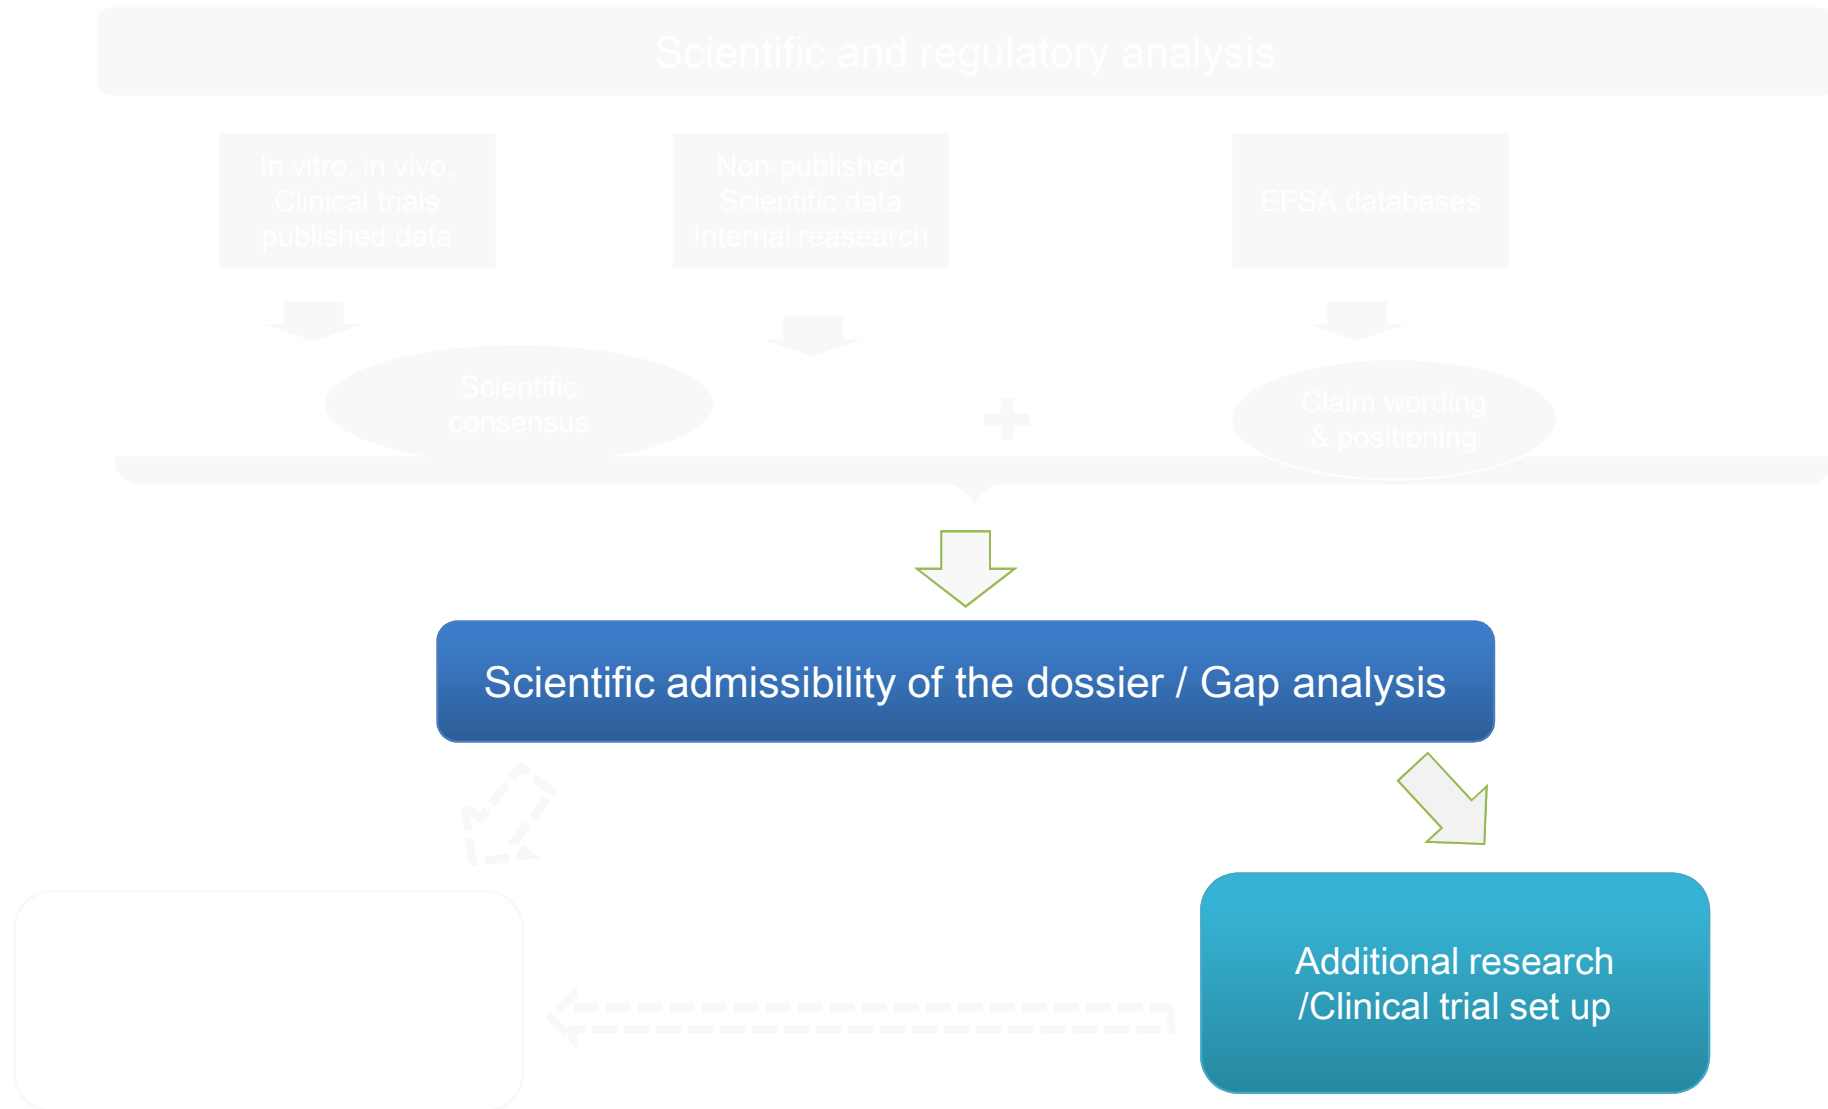 Scientific and regulatory analysis
In vitro, in vivo,
Clinical trials
published data
Non-published
Scientific data
Internal reasearch
EFSA databases
Scientific
consensus
Claim wording
& positioning
Scientific admissibility of the dossier / Gap analysis
Additional research
/Clinical trial set up